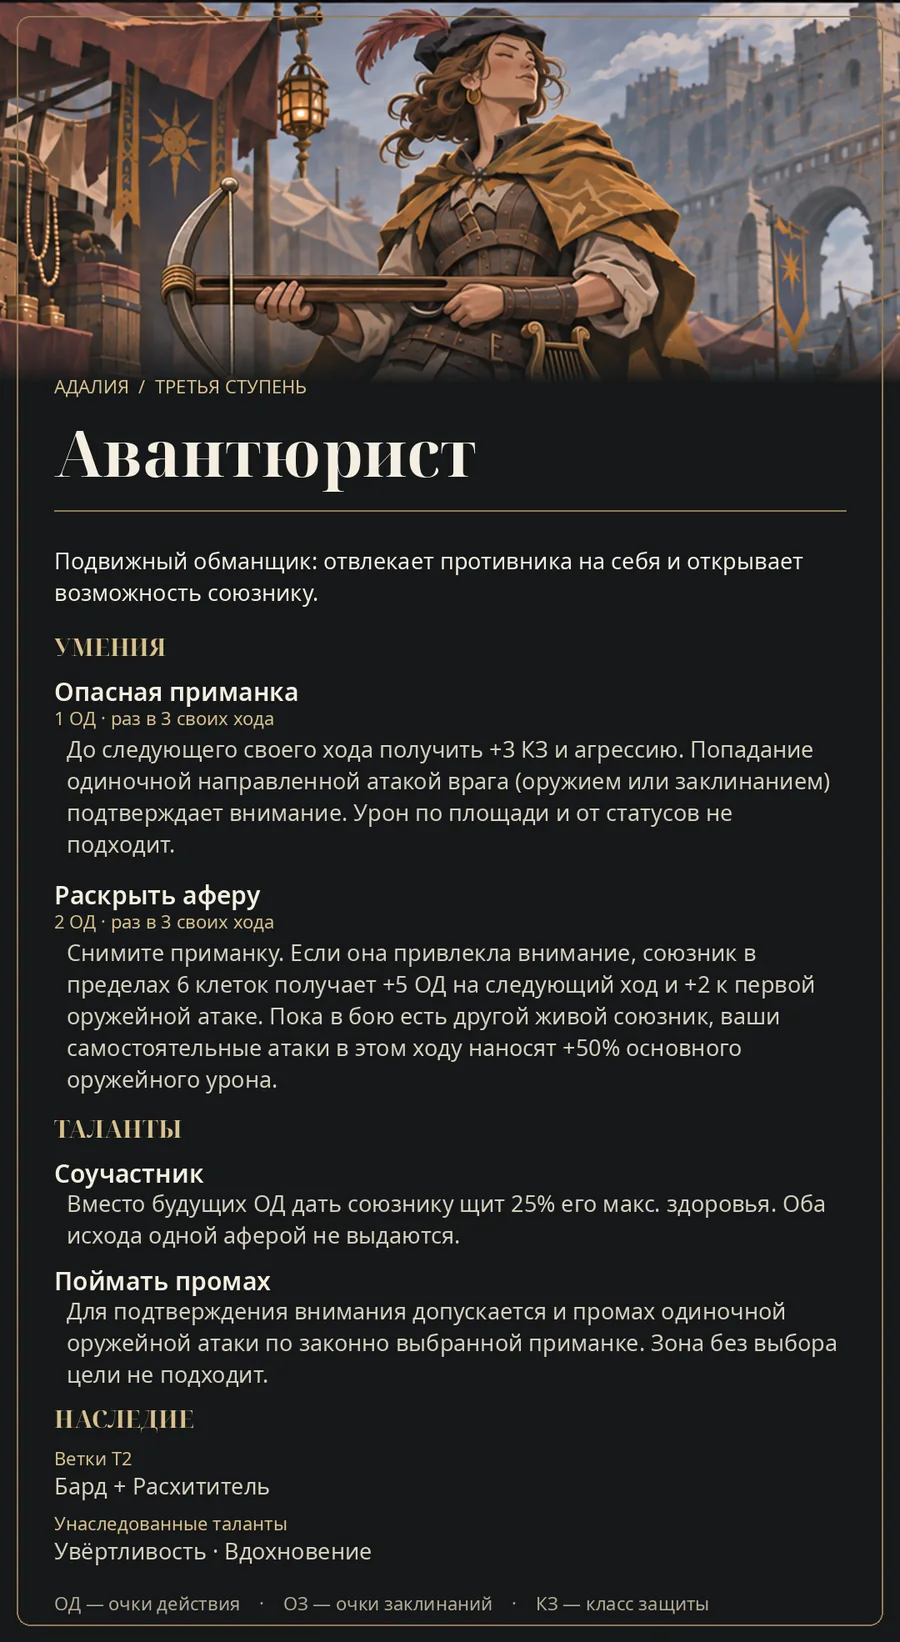 АДАЛИЯ / ТРЕТЬЯ СТУПЕНЬ
Авантюрист
Подвижный обманщик: отвлекает противника на себя и открывает
возможность союзнику.
УМЕНИЯ
Опасная приманка
1 ОД · раз в 3 своих хода
До следующего своего хода получить +3 КЗ и агрессию. Попадание
одиночной направленной атакой врага (оружием или заклинанием)
подтверждает внимание. Урон по площади и от статусов не
подходит.
Раскрыть аферу
2 ОД · раз в 3 своих хода
Снимите приманку. Если она привлекла внимание, союзник в
пределах 6 клеток получает +5 ОД на следующий ход и +2 к первой
оружейной атаке. Пока в бою есть другой живой союзник, ваши
самостоятельные атаки в этом ходу наносят +50% основного
оружейного урона.
ТАЛАНТЫ
Соучастник
Вместо будущих ОД дать союзнику щит 25% его макс. здоровья. Оба
исхода одной аферой не выдаются.
Поймать промах
Для подтверждения внимания допускается и промах одиночной
оружейной атаки по законно выбранной приманке. Зона без выбора
цели не подходит.
НАСЛЕДИЕ
Ветки Т2
Бард + Расхититель
Унаследованные таланты
Увёртливость · Вдохновение
ОД — очки действия · ОЗ — очки заклинаний · КЗ — класс защиты